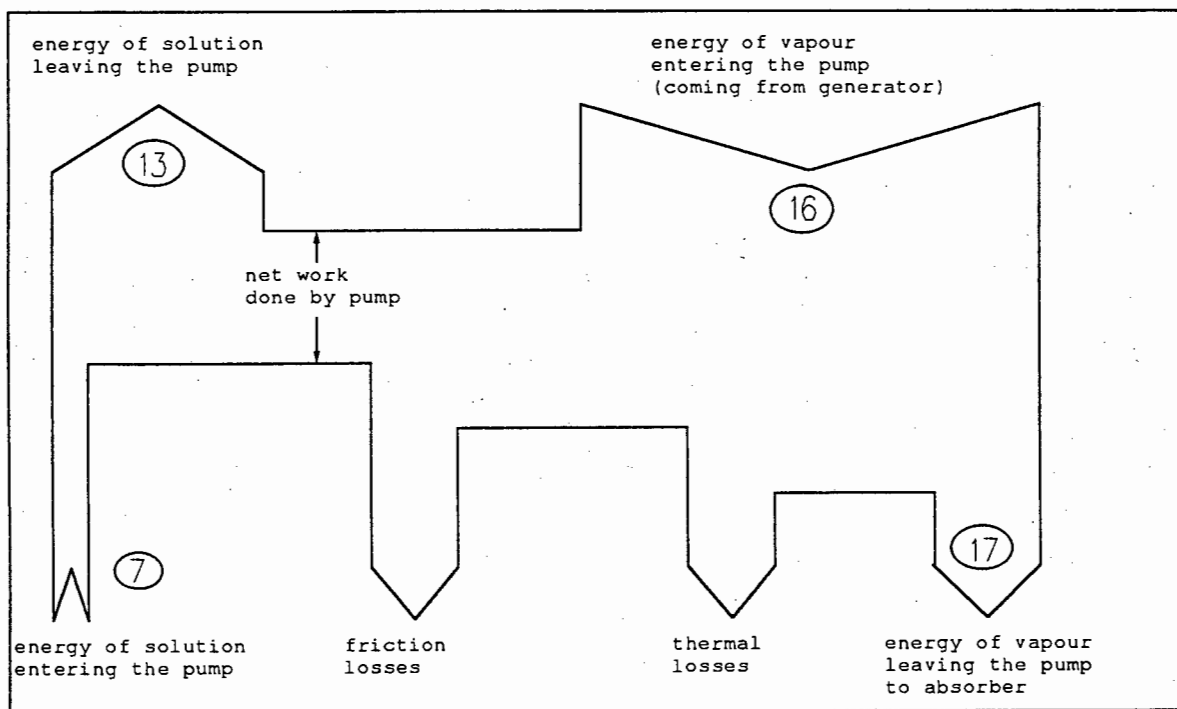 energy of solution
leaving the pump
energy of vapour
entering the pump
(coming from generator)
13
16
net work
done by pump
7
17
energy of solution
entering the pump
friction
losses
thermal
losses
energy of vapour
leaving the pump
to absorber